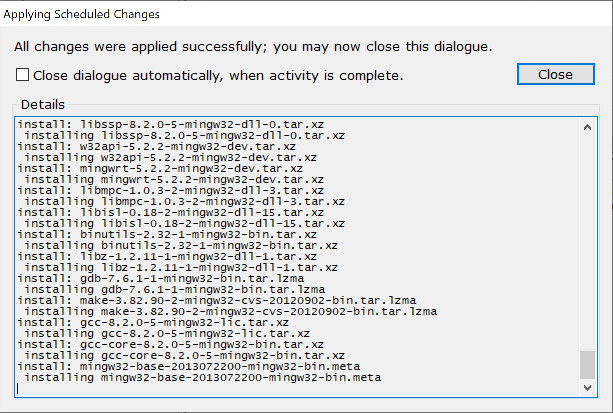 Applying Scheduled Changes
All changes were applied successfully; you may now close this dialogue.
Close dialogue automatically, when activity is complete.
Close
Details
install: libssp-8.2.0-5-mingw32-dll-0.tar.xz
installing libssp-8.2.0-5-mingw32-dll-0.tar.xz
install: w32api-5.2.2-mingw32-dev.tar.xz
installing w32api-5.2.2-mingw32-dev.tar.xz
install: mingwrt-5.2.2-mingw32-dev.tar.xz
installing mingwrt-5.2.2-mingw32-dev.tar.xz
install: libmpc-1.0.3-2-mingw32-dll-3.tar.xz
installing libmpc-1.0.3-2-mingw32-dll-3.tar.xz
install: libisl-0.18-2-mingw32-dll-15.tar.xz
installing libisl-0.18-2-mingw32-dll-15.tar.xz
install: binutils-2.32-1-mingw32-bin.tar.xz
installing binutils-2.32-1-mingw32-bin.tar.xz
install: libz-1.2.11-1-mingw32-dll-1.tar.xz
installing libz-1.2.11-1-mingw32-dll-1.tar.xz
install: gdb-7.6.1-1-mingw32-bin.tar.lzma
installing gdb-7.6.1-1-mingw32-bin.tar.lzma
install: make-3.82.90-2-mingw32-cvs-20120902-bin.tar.lzma
installing make-3.82.90-2-mingw32-cvs-20120902-bin.tar.lzma
install: gcc-8.2.0-5-mingw32-lic.tar.xz
installing gcc-8.2.0-5-mingw32-lic.tar.xz
install: gcc-core-8.2.0-5-mingw32-bin.tar.xz
installing gcc-core-8.2.0-5-mingw32-bin.tar.xz
install: mingw32-base-2013072200-mingw32-bin.meta
installing mingw32-base-2013072200-mingw32-bin.meta